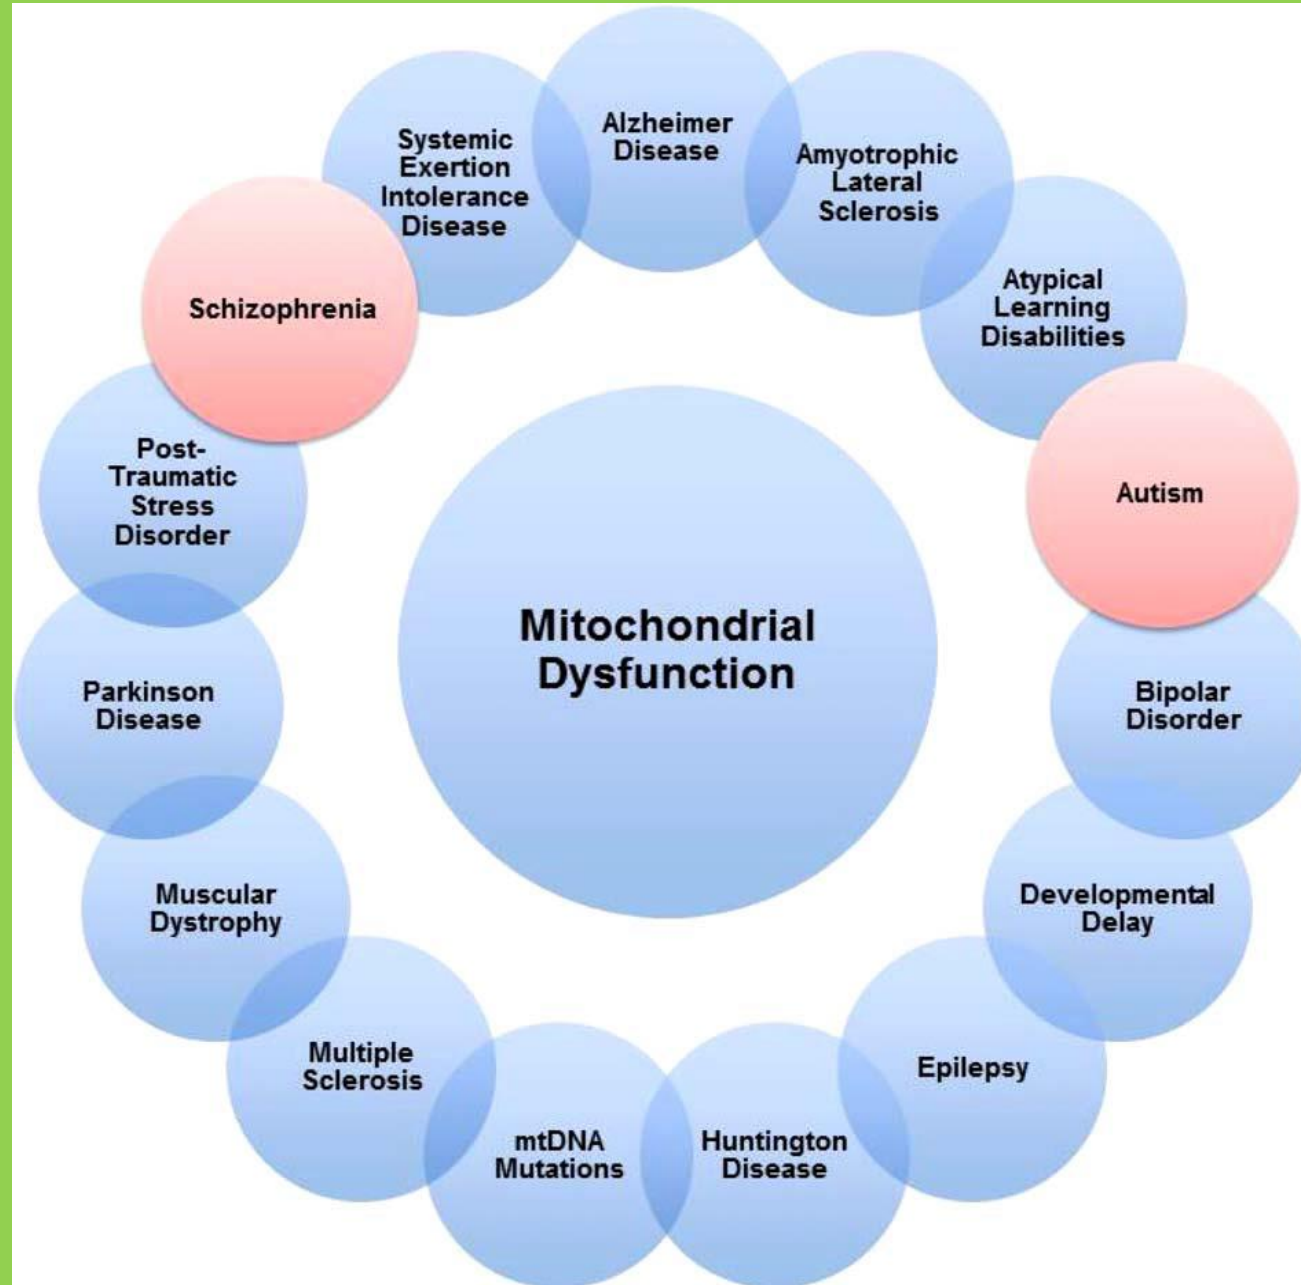 Alzheimer
Disease
Amyotrophic
Lateral
Sclerosis
Atypical
Learning
Disabilities
Autism
Bipolar
Disorder
Developmental
Delay
Epilepsy
Huntington
Disease
mtDNA
Mutations
Multiple
Sclerosis
Muscular
Dystrophy
Parkinson
Disease
Post-
Traumatic
Stress
Disorder
Schizophrenia
Systemic
Exertion
Intolerance
Disease
Mitochondrial
Dysfunction